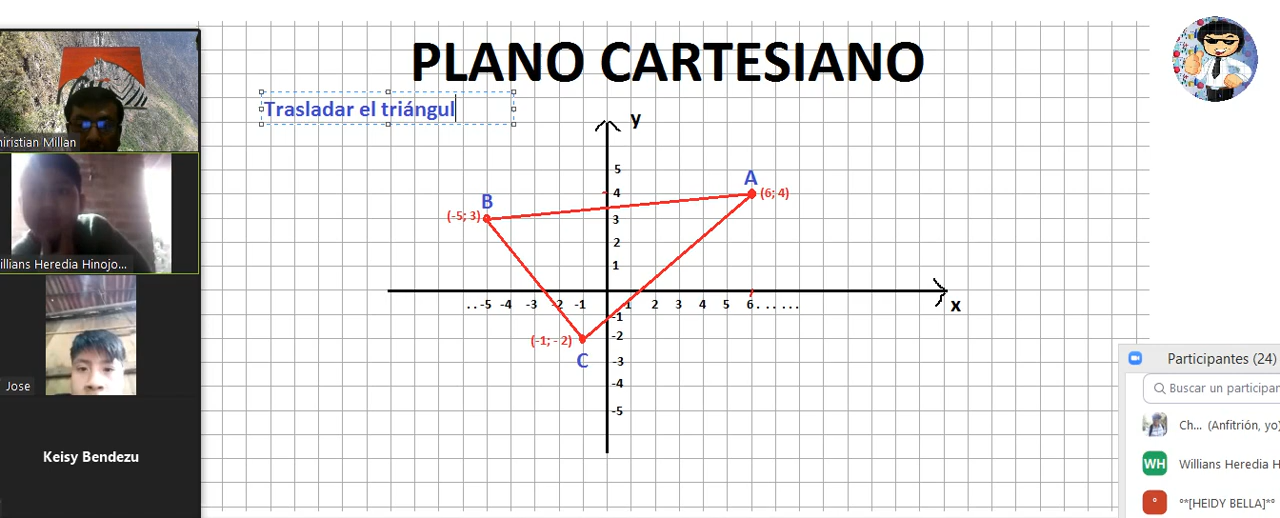 PLANO CARTESIANO
Trasladar el triángul
y
5
4
3
2
1
A
(6; 4)
B
(-5; 3)
..-5 -4 -3 -2 -1 1 2 3 4 5 6......
x
-1
-2
-3
-4
-5
(-1; - 2)
C
hiristian Millan
illians Heredia Hinojo...
Jose
Keisy Bendezu
Participantes (24)
Buscar un participan
Ch... (Anfitrión, yo)
WH Willians Heredia H
°*[HEIDY BELLA]*°